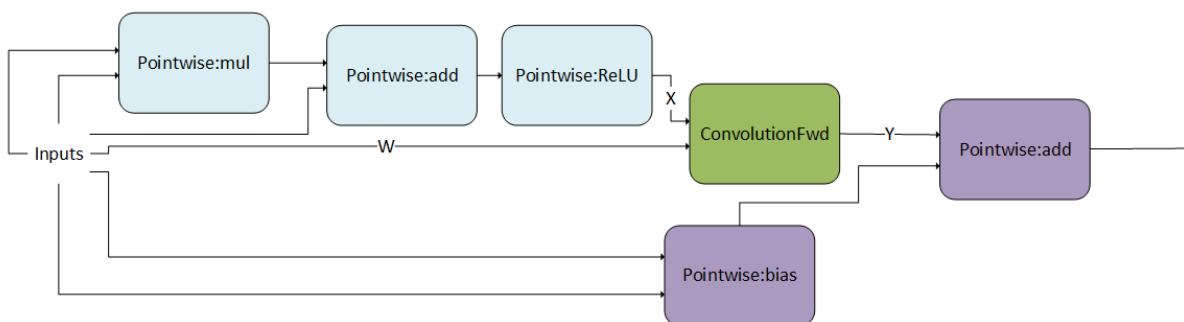 Pointwise:mul
Pointwise:add
Pointwise:ReLU
X
ConvolutionFwd
Y
Pointwise:add
Inputs
W
Pointwise:bias